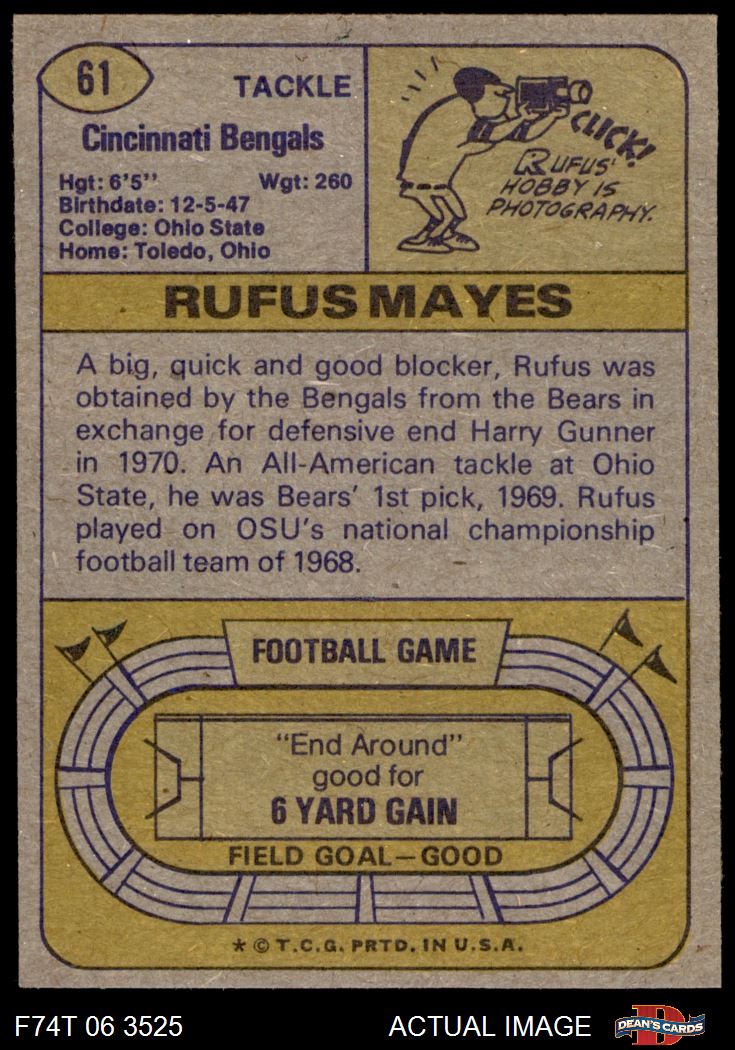 61
TACKLE
Cincinnati Bengals
Hgt: 6'5" Wgt: 260
Birthdate: 12-5-47
College: Ohio State
Home: Toledo, Ohio
CLICK!
RUFUS'
HOBBY IS
PHOTOGRAPHY.
RUFUS MAYES
A big, quick and good blocker, Rufus was
obtained by the Bengals from the Bears in
exchange for defensive end Harry Gunner
in 1970. An All-American tackle at Ohio
State, he was Bears' 1st pick, 1969. Rufus
played on OSU's national championship
football team of 1968.
FOOTBALL GAME
"End Around"
good for
6 YARD GAIN
FIELD GOAL—GOOD
* © T.C.G. PRTD. IN U.S.A.
F74T 06 3525
ACTUAL IMAGE
D
DEAN'S CARDS